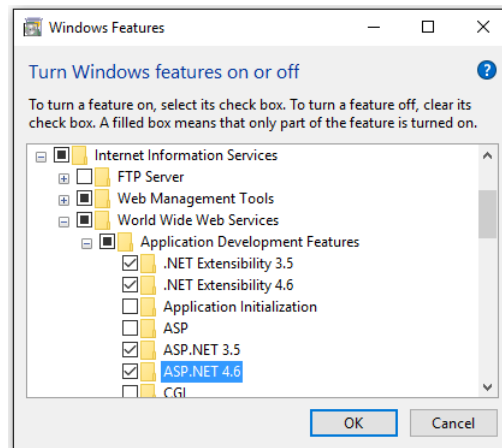 Windows Features
Turn Windows features on or off
To turn a feature on, select its check box. To turn a feature off, clear its
check box. A filled box means that only part of the feature is turned on.
Internet Information Services
FTP Server
Web Management Tools
World Wide Web Services
Application Development Features
.NET Extensibility 3.5
.NET Extensibility 4.6
Application Initialization
ASP
ASP.NET 3.5
ASP.NET 4.6
CGI
OK Cancel